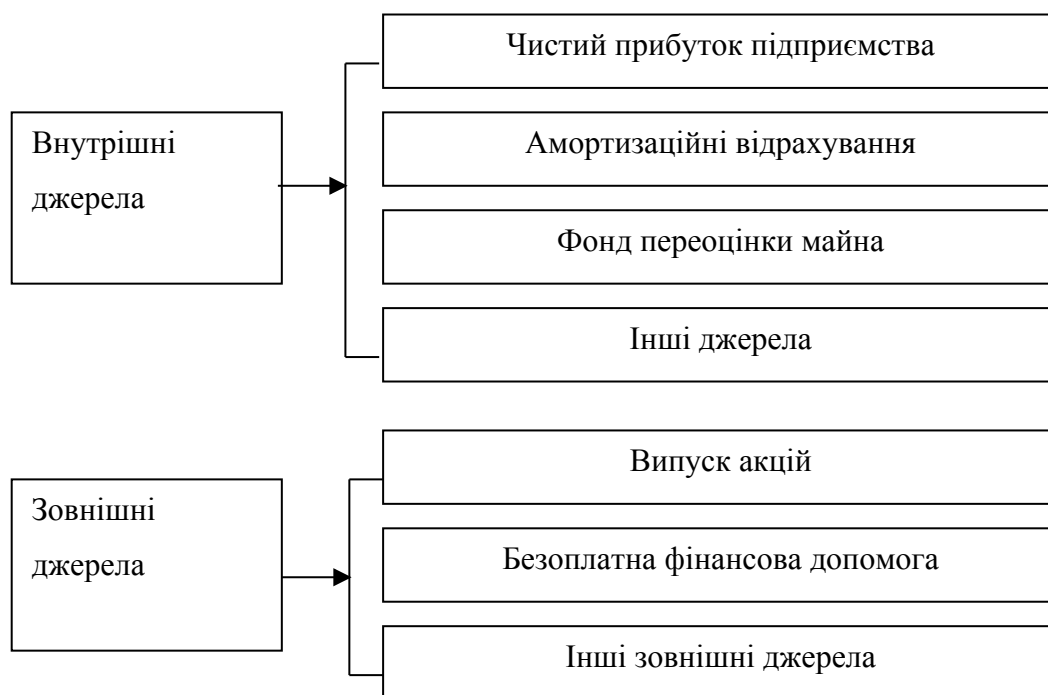 Внутрішні
джерела
Чистий прибуток підприємства
Амортизаційні відрахування
Фонд переоцінки майна
Інші джерела
Зовнішні
джерела
Випуск акцій
Безоплатна фінансова допомога
Інші зовнішні джерела